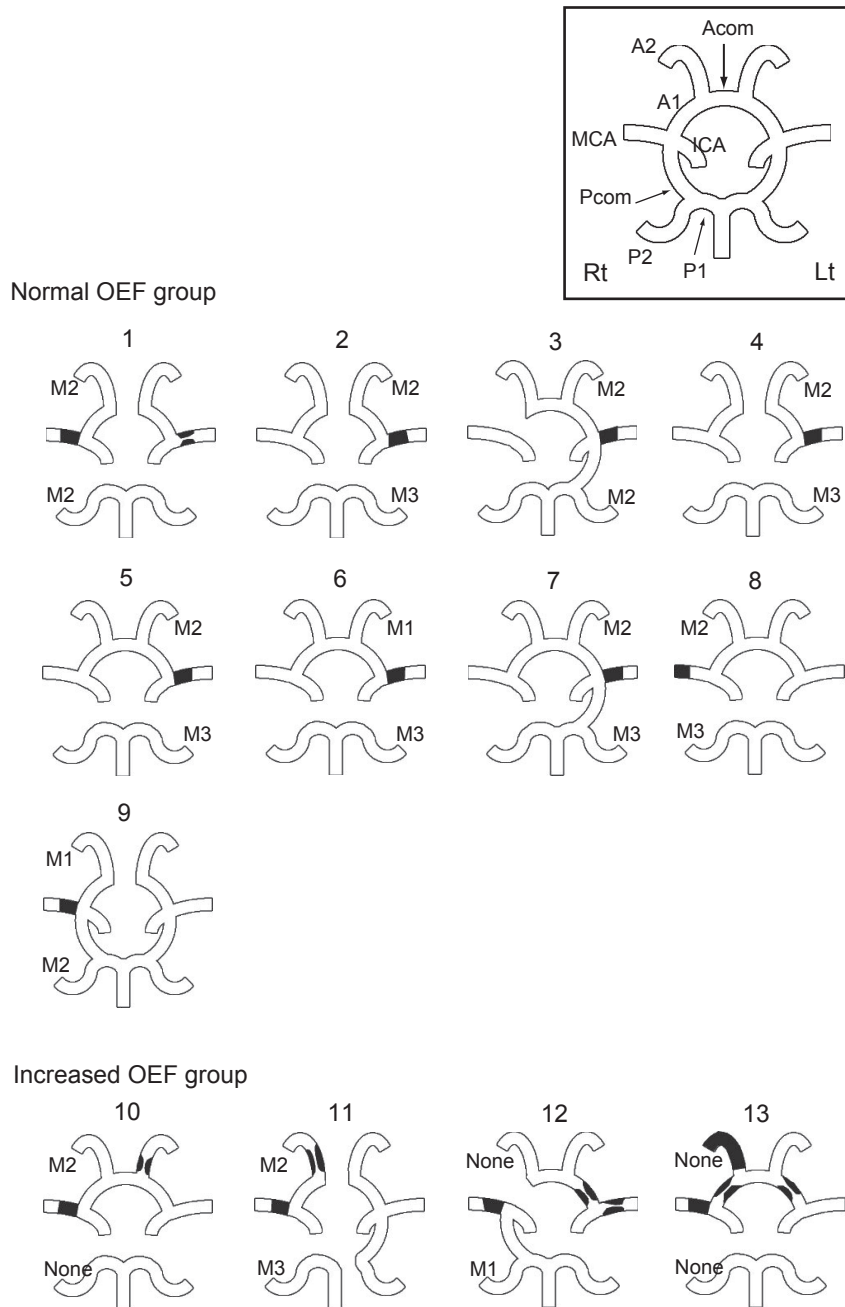 Acom
A2
A1
MCA
ICA
Pcom
P2
P1
Rt
Lt
Normal OEF group
1
2
3
4
M2
M2
M2
M2
M2
M3
M2
M3
5
6
7
8
M2
M1
M2
M2
M3
M3
M3
M3
9
M1
M2
Increased OEF group
10
11
12
13
M2
M2
None
None
None
M3
M1
None